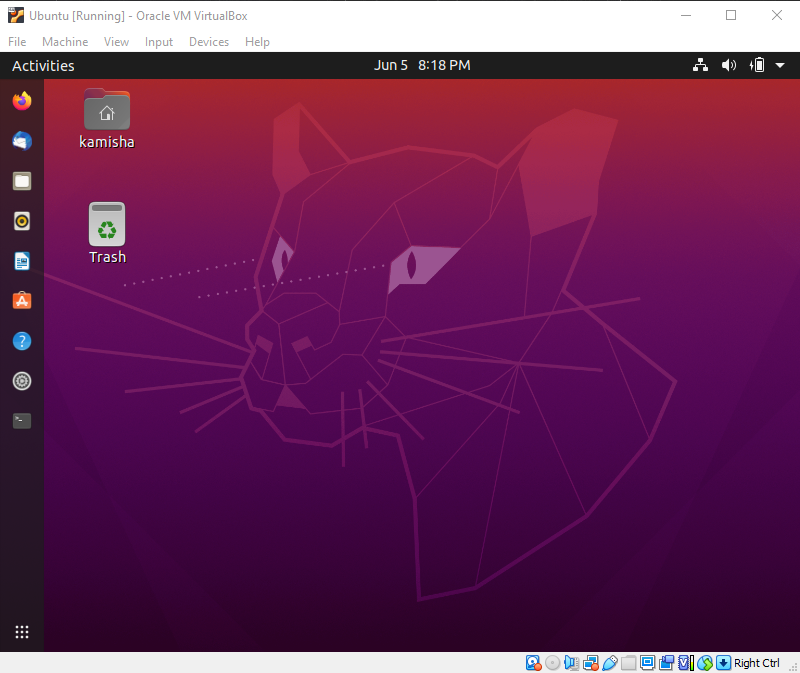 Ubuntu [Running] - Oracle VM VirtualBox
File Machine View Input Devices Help
Activities
Jun 5 8:18 PM
kamisha
Trash
Right Ctrl